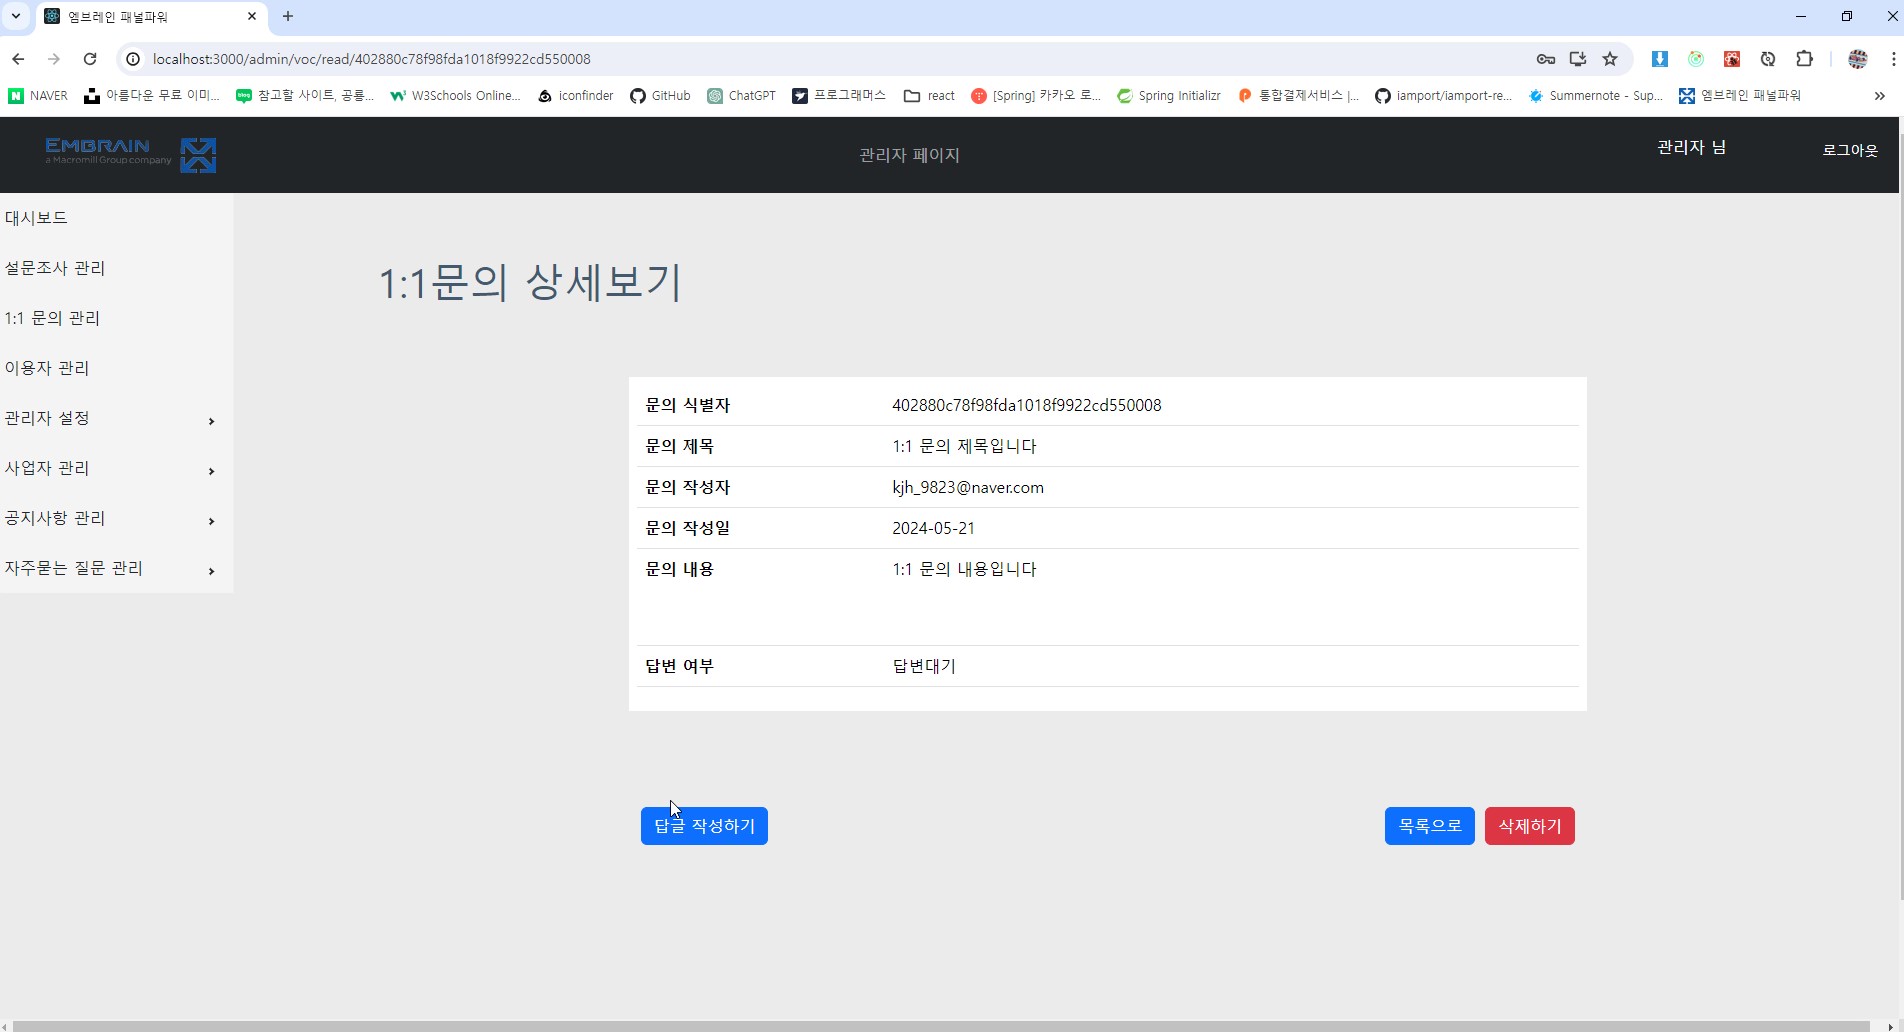 엠브레인 패널파워
localhost:3000/admin/voc/read/402880c78f98fda1018f9922cd550008
NAVER 아름다운 무료 이미... 참고할 사이트, 공룡... W3Schools Online... iconfinder GitHub ChatGPT 프로그래머스 react [Spring] 카카오 로... Spring Initializr 통합결제서비스 |... iamport/iamport-re... Summernote - Sup... 엠브레인 패널파워
EMBRAIN
a Macromill Group company
관리자 페이지
관리자 님
로그아웃
대시보드
설문조사 관리
1:1 문의 관리
이용자 관리
관리자 설정
사업자 관리
공지사항 관리
자주묻는 질문 관리
1:1문의 상세보기
문의 식별자 402880c78f98fda1018f9922cd550008
문의 제목 1:1 문의 제목입니다
문의 작성자 kjh_9823@naver.com
문의 작성일 2024-05-21
문의 내용 1:1 문의 내용입니다
답변 여부 답변대기
답글 작성하기 목록으로 삭제하기